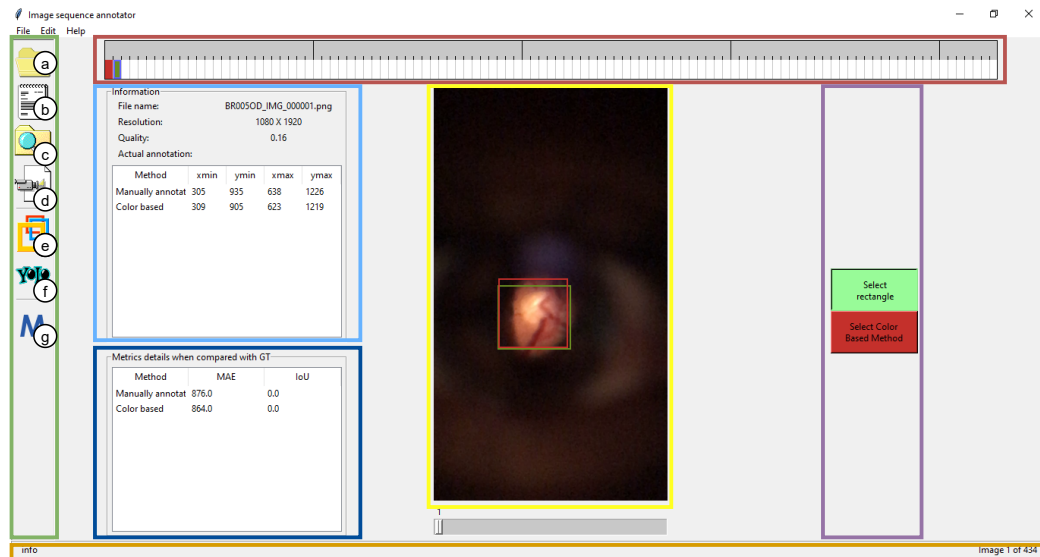 Image sequence annotator
File Edit Help
a
b
c
d
e
YOLO
f
M
g
Information
File name: BR005OD_IMG_000001.png
Resolution: 1080 X 1920
Quality: 0.16
Actual annotation:
Method xmin ymin xmax ymax
Manually annotat 305 935 638 1226
Color based 309 905 623 1219
Metrics details when compared with GT
Method MAE IoU
Manually annotat 876.0 0.0
Color based 864.0 0.0
1
Select
rectangle
Select Color
Based Method
info
Image 1 of 434